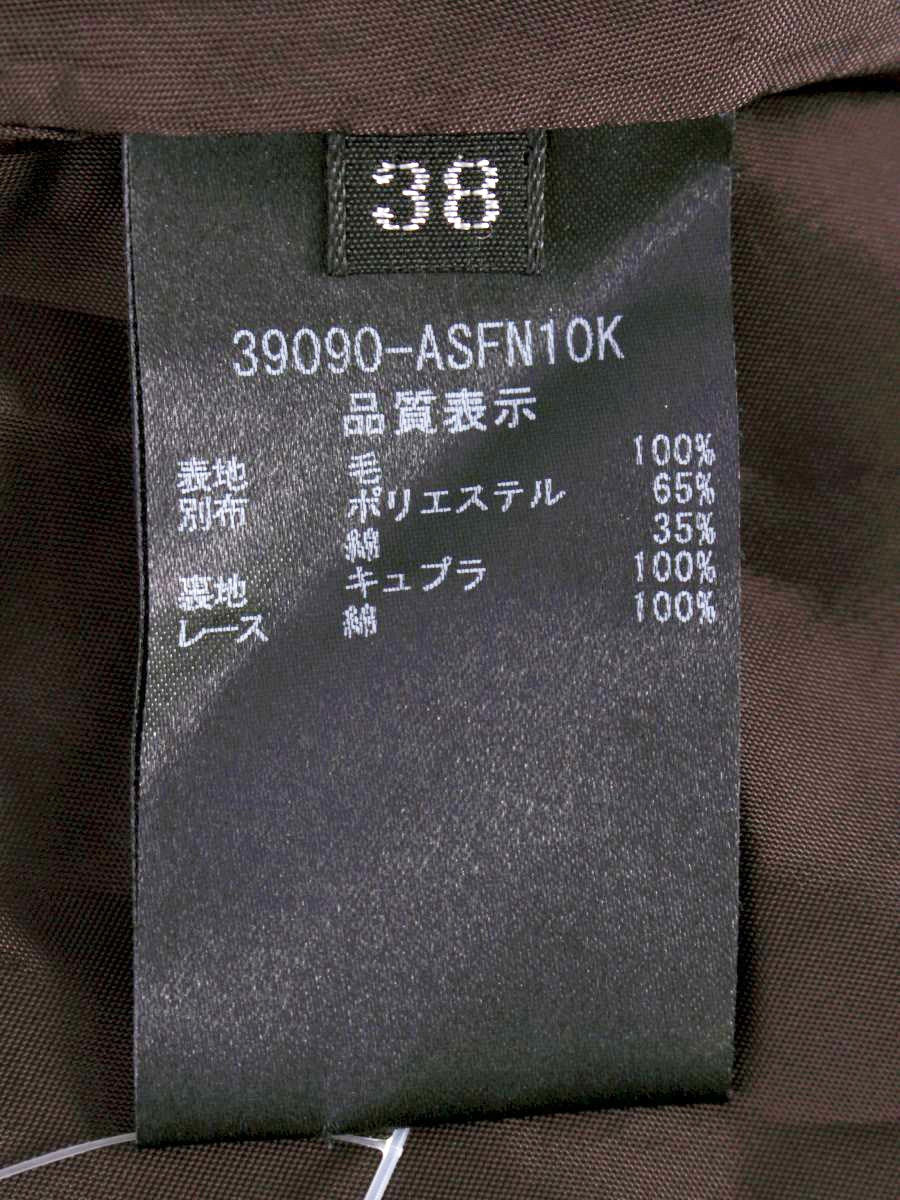 38
39090-ASFN10K
品質表示
表地 毛 100%
別布 ポリエステル 65%
綿 35%
裏地 キュプラ 100%
レース 綿 100%